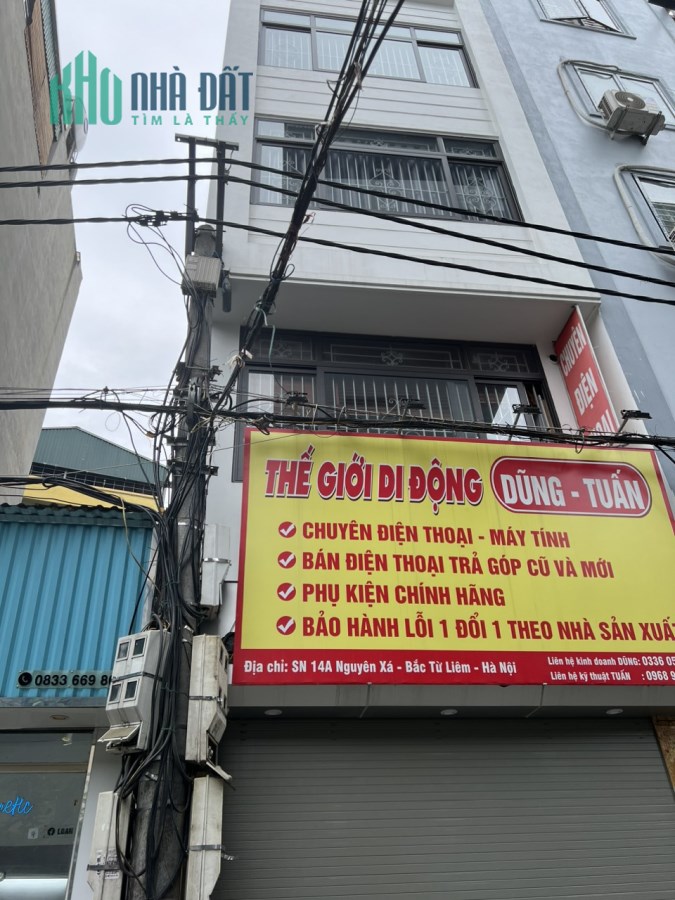 KHO NHÀ ĐẤT
TÌM LÀ THẤY
CHUYÊN
ĐIỆN
THẾ GIỚI DI ĐỘNG DŨNG - TUẤN
CHUYÊN ĐIỆN THOẠI - MÁY TÍNH
BÁN ĐIỆN THOẠI TRẢ GÓP CŨ VÀ MỚI
PHỤ KIỆN CHÍNH HÃNG
BẢO HÀNH LỖI 1 ĐỔI 1 THEO NHÀ SẢN XUẤT
Địa chỉ: SN 14A Nguyên Xá - Bắc Từ Liêm - Hà Nội
Liên hệ kinh doanh DŨNG: 0336 05
Liên hệ kỹ thuật TUẤN : 0968 9
0833 669 8